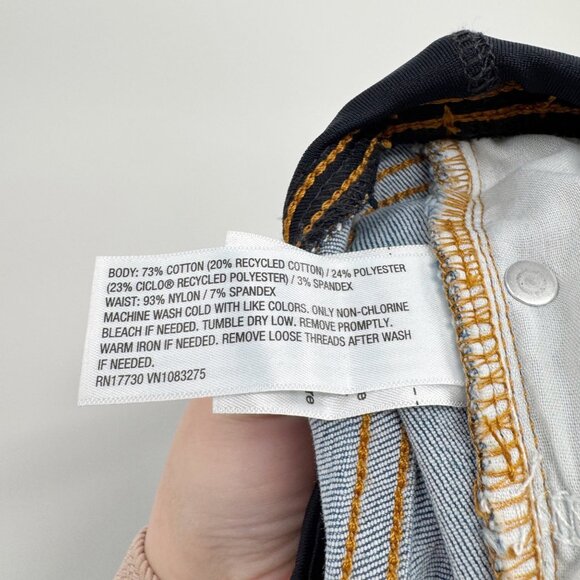 BODY: 73% COTTON (20% RECYCLED COTTON) / 24% POLYESTER
(23% CICLO® RECYCLED POLYESTER) / 3% SPANDEX
WAIST: 93% NYLON / 7% SPANDEX
MACHINE WASH COLD WITH LIKE COLORS. ONLY NON-CHLORINE
BLEACH IF NEEDED. TUMBLE DRY LOW. REMOVE PROMPTLY.
WARM IRON IF NEEDED. REMOVE LOOSE THREADS AFTER WASH
IF NEEDED.
RN17730 VN1083275